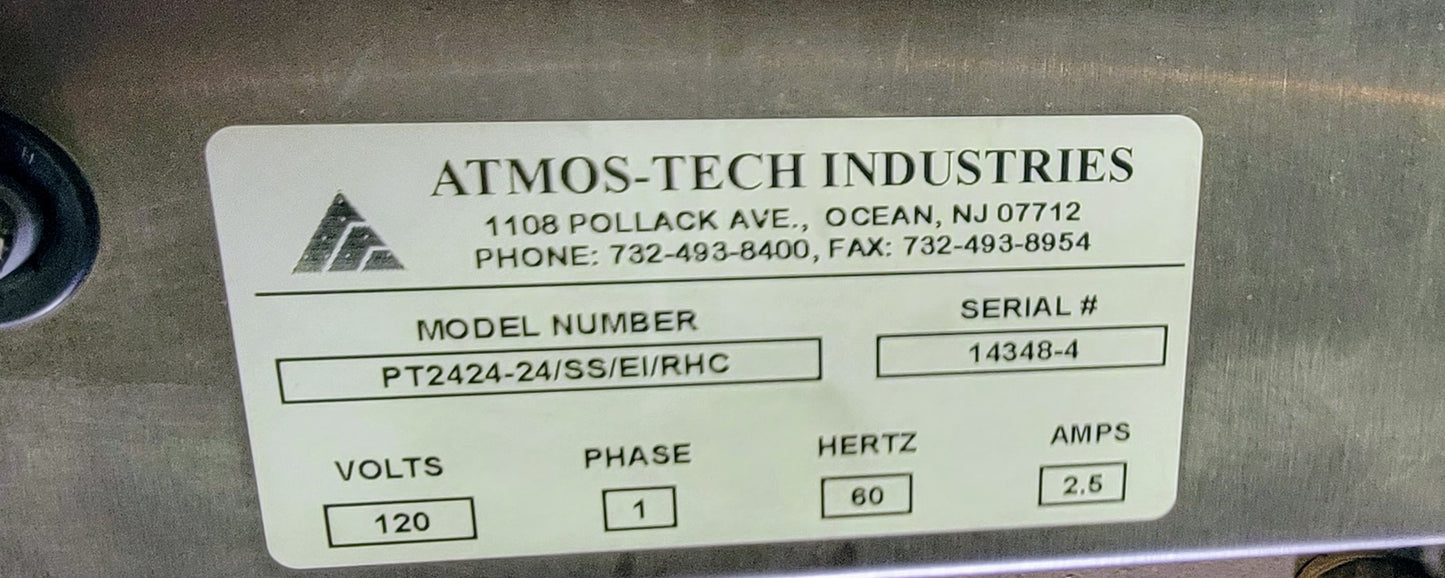 ATMOS-TECH INDUSTRIES
1108 POLLACK AVE., OCEAN, NJ 07712
PHONE: 732-493-8400, FAX: 732-493-8954
MODEL NUMBER
PT2424-24/SS/EI/RHC
SERIAL #
14348-4
VOLTS
120
PHASE
1
HERTZ
60
AMPS
2.5